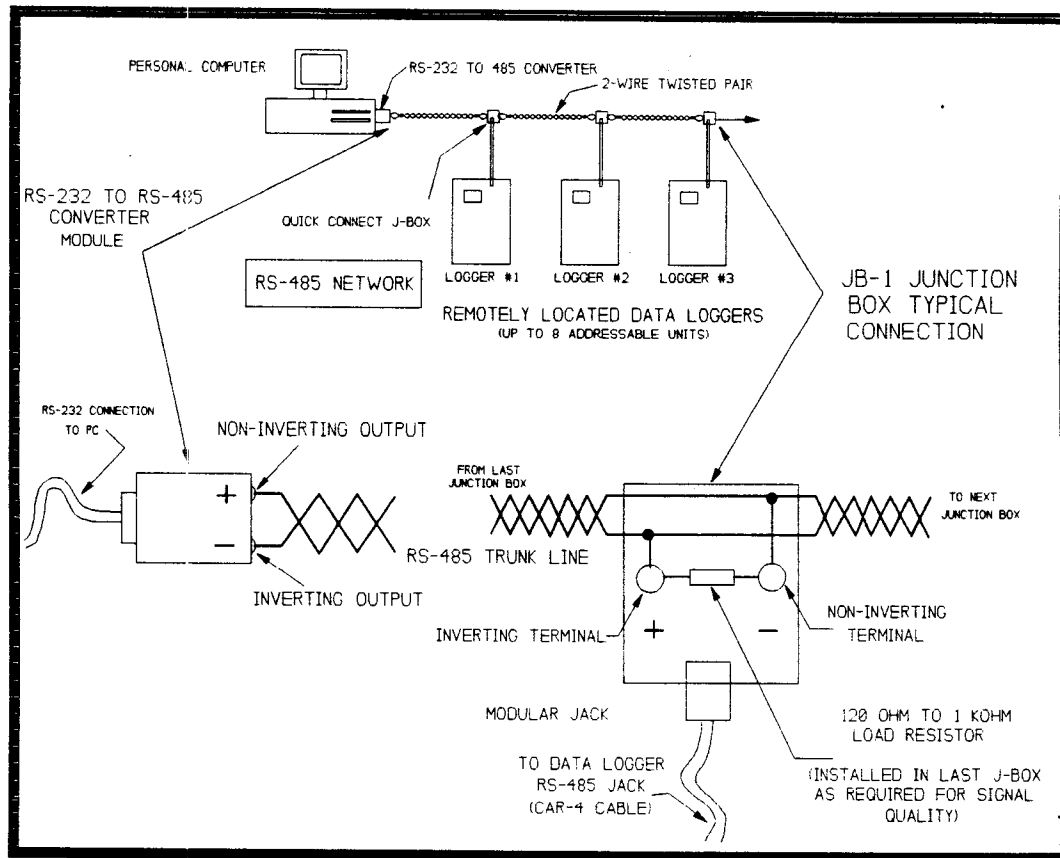 PERSONAL COMPUTER
RS-232 TO 485 CONVERTER
2-WIRE TWISTED PAIR
RS-232 TO RS-485
CONVERTER
MODULE
QUICK CONNECT J-BOX
LOGGER #1
LOGGER #2
LOGGER #3
RS-485 NETWORK
REMOTELY LOCATED DATA LOGGERS
(UP TO 8 ADDRESSABLE UNITS)
JB-1 JUNCTION
BOX TYPICAL
CONNECTION
RS-232 CONNECTION
TO PC
NON-INVERTING OUTPUT
+
−
INVERTING OUTPUT
FROM LAST
JUNCTION BOX
TO NEXT
JUNCTION BOX
RS-485 TRUNK LINE
INVERTING TERMINAL
+
−
NON-INVERTING
TERMINAL
MODULAR JACK
120 OHM TO 1 KOHM
LOAD RESISTOR
(INSTALLED IN LAST J-BOX
AS REQUIRED FOR SIGNAL
QUALITY)
TO DATA LOGGER
RS-485 JACK
(CAR-4 CABLE)